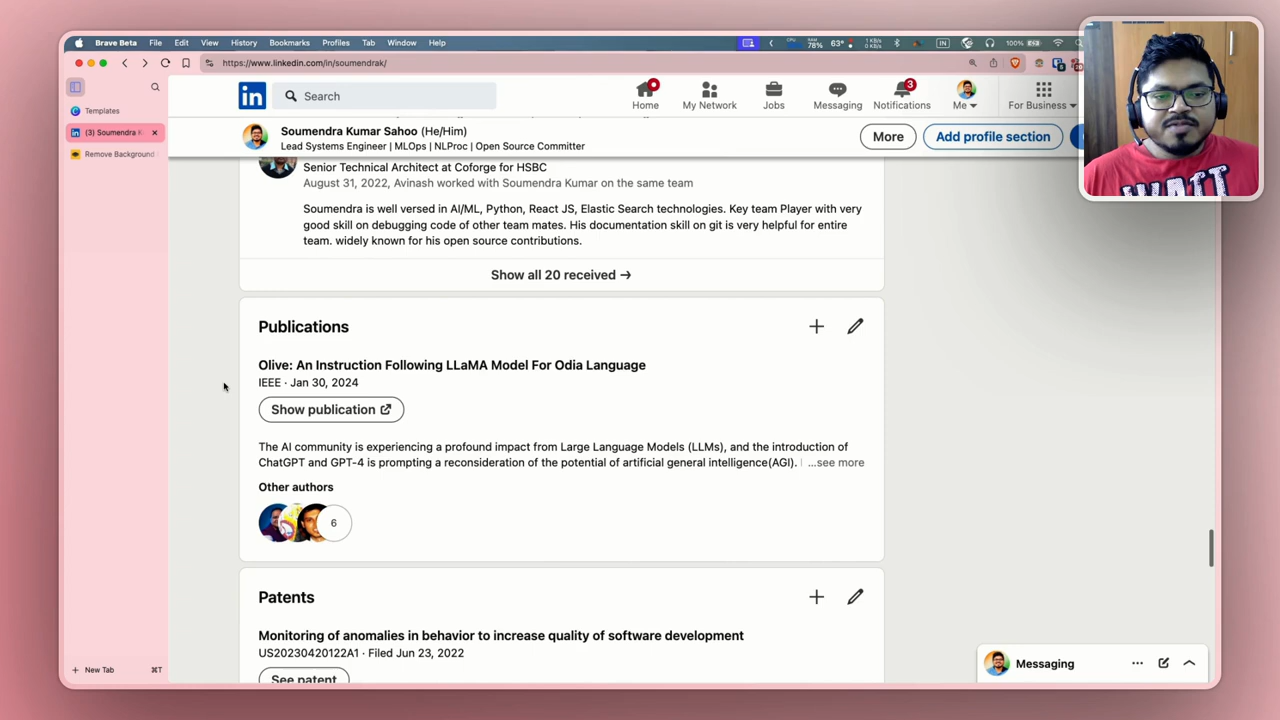 Brave Beta File Edit View History Bookmarks Profiles Tab Window Help
78% 63° 1 KB/s 0 KB/s IN 100%
https://www.linkedin.com/in/soumendrak/
Templates
(3) Soumendra K
Remove Background
in Search
Home My Network Jobs Messaging 3 Notifications Me For Business
Soumendra Kumar Sahoo (He/Him)
Lead Systems Engineer | MLOps | NLProc | Open Source Committer
More Add profile section
Senior Technical Architect at Coforge for HSBC
August 31, 2022, Avinash worked with Soumendra Kumar on the same team
Soumendra is well versed in AI/ML, Python, React JS, Elastic Search technologies. Key team Player with very
good skill on debugging code of other team mates. His documentation skill on git is very helpful for entire
team. widely known for his open source contributions.
Show all 20 received →
Publications
Olive: An Instruction Following LLaMA Model For Odia Language
IEEE · Jan 30, 2024
Show publication
The AI community is experiencing a profound impact from Large Language Models (LLMs), and the introduction of
ChatGPT and GPT-4 is prompting a reconsideration of the potential of artificial general intelligence(AGI). ...see more
Other authors
6
Patents
Monitoring of anomalies in behavior to increase quality of software development
US20230420122A1 · Filed Jun 23, 2022
See patent
Messaging
New Tab ⌘T